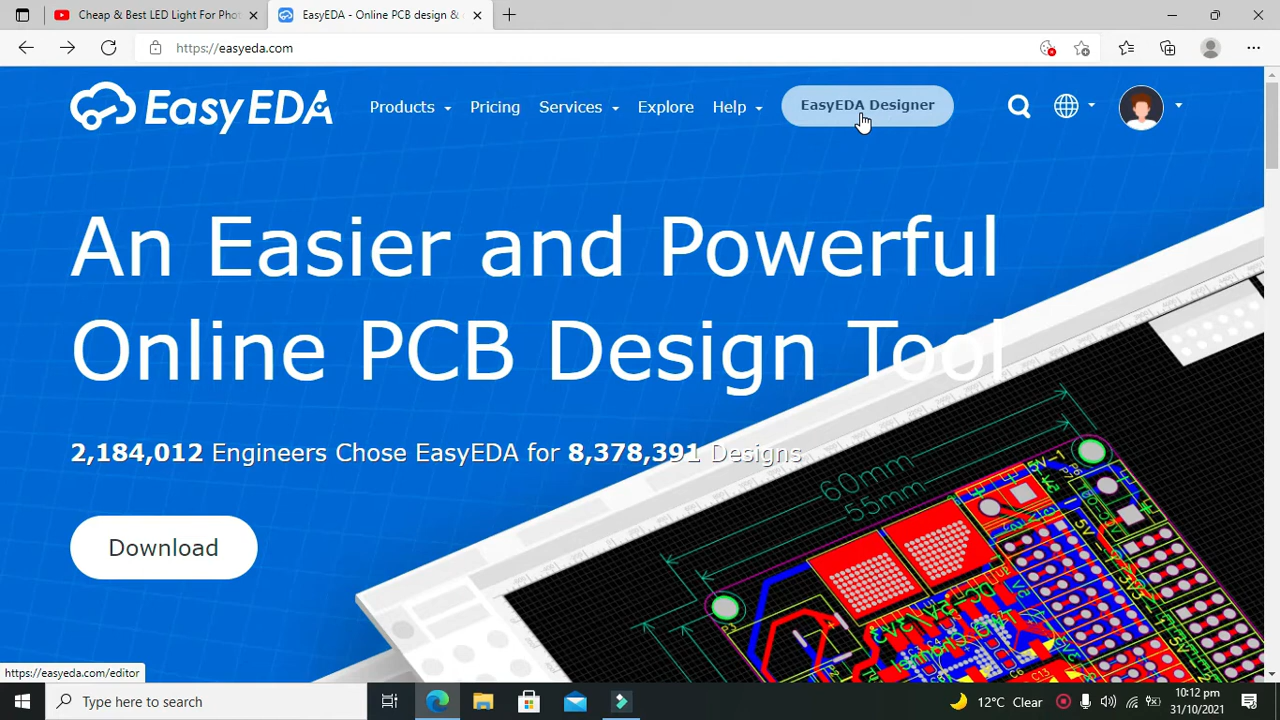 Cheap & Best LED Light For Phot
EasyEDA - Online PCB design &
https://easyeda.com
EasyEDA
Products
Pricing
Services
Explore
Help
EasyEDA Designer
An Easier and Powerful
Online PCB Design Tool
2,184,012 Engineers Chose EasyEDA for 8,378,391 Designs
Download
60mm
55mm
5V-1
https://easyeda.com/editor
Type here to search
12°C Clear
10:12 pm
31/10/2021